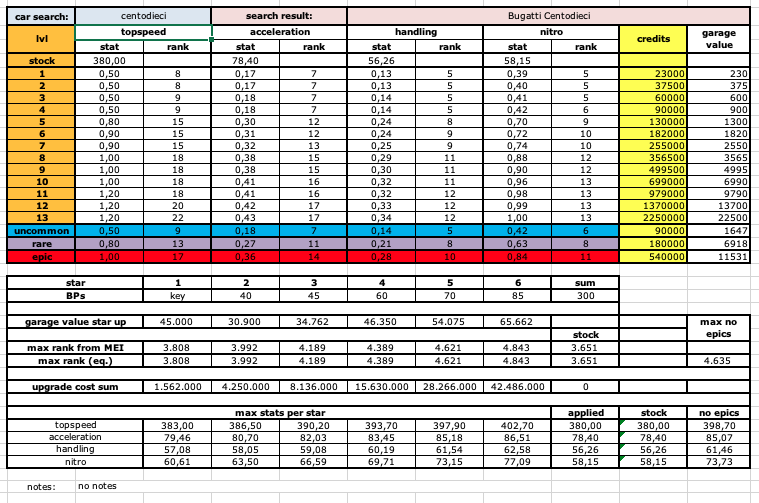 car search: centodieci search result: Bugatti Centodieci
lvl topspeed acceleration handling nitro credits garage value
stat rank stat rank stat rank stat rank
stock 380,00 78,40 56,26 58,15
1 0,50 8 0,17 7 0,13 5 0,39 5 23000 230
2 0,50 8 0,17 7 0,13 5 0,40 5 37500 375
3 0,50 9 0,18 7 0,14 5 0,41 5 60000 600
4 0,50 9 0,18 7 0,14 5 0,42 6 90000 900
5 0,80 15 0,30 12 0,24 8 0,70 9 130000 1300
6 0,90 15 0,31 12 0,24 9 0,72 10 182000 1820
7 0,90 15 0,32 13 0,25 9 0,74 10 255000 2550
8 1,00 18 0,38 15 0,29 11 0,88 12 356500 3565
9 1,00 18 0,38 15 0,30 11 0,90 12 499500 4995
10 1,00 18 0,41 16 0,32 11 0,96 13 699000 6990
11 1,20 18 0,41 16 0,32 12 0,98 13 979000 9790
12 1,20 20 0,42 17 0,33 12 0,99 13 1370000 13700
13 1,20 22 0,43 17 0,34 12 1,00 13 2250000 22500
uncommon 0,50 9 0,18 7 0,14 5 0,42 6 90000 1647
rare 0,80 13 0,27 11 0,21 8 0,63 8 180000 6918
epic 1,00 17 0,36 14 0,28 10 0,84 11 540000 11531
star 1 2 3 4 5 6 sum
BPs key 40 45 60 70 85 300
garage value star up 45.000 30.900 34.762 46.350 54.075 65.662 max no epics
stock
max rank from MEI 3.808 3.992 4.189 4.389 4.621 4.843 3.651
max rank (eq.) 3.808 3.992 4.189 4.389 4.621 4.843 3.651 4.635
upgrade cost sum 1.562.000 4.250.000 8.136.000 15.630.000 28.266.000 42.486.000 0
max stats per star applied stock no epics
topspeed 383,00 386,50 390,20 393,70 397,90 402,70 380,00 380,00 398,70
acceleration 79,46 80,70 82,03 83,45 85,18 86,51 78,40 78,40 85,07
handling 57,08 58,05 59,08 60,19 61,54 62,58 56,26 56,26 61,46
nitro 60,61 63,50 66,59 69,71 73,15 77,09 58,15 58,15 73,73
notes: no notes